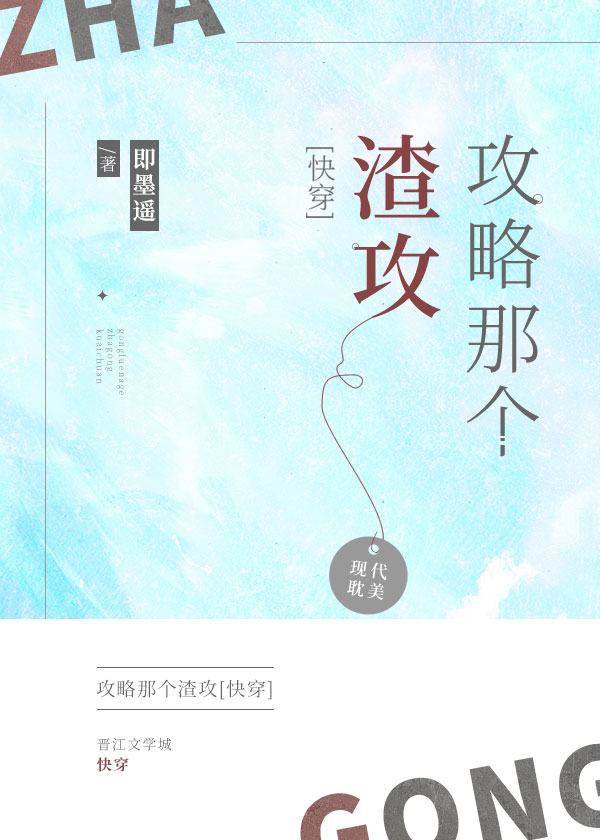 ZHA
攻略那个
渣攻
[快穿]
即墨遥
/著
gongluenage
zhagong
kuaichuan
现代
耽美
攻略那个渣攻[快穿]
晋江文学城
快穿
GONG